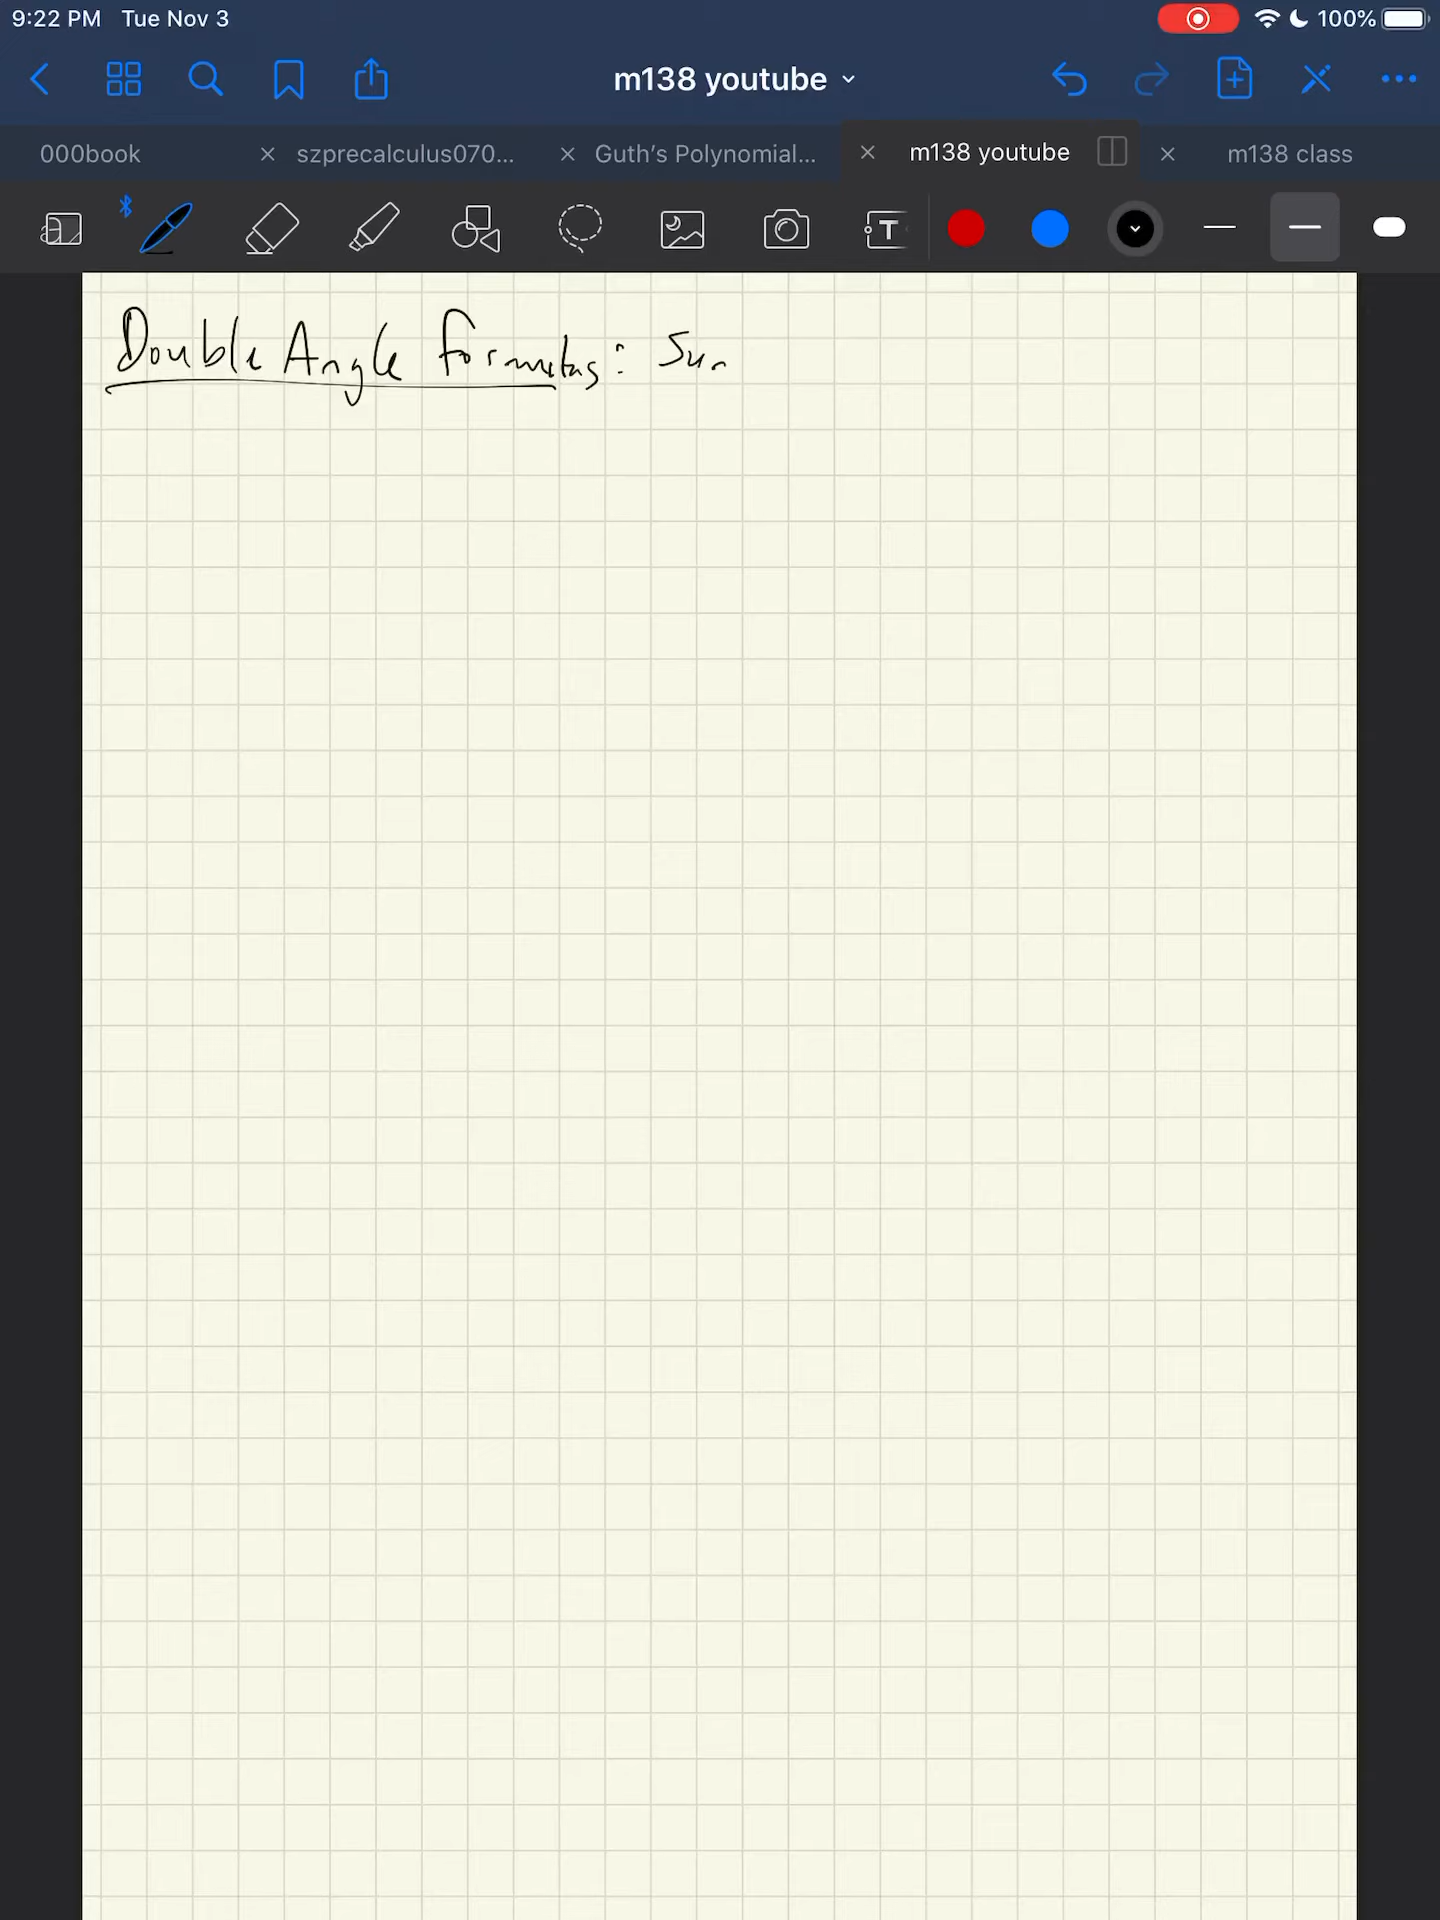 9:22 PM Tue Nov 3 100%
m138 youtube
000book szprecalculus070... Guth's Polynomial... m138 youtube m138 class
T
Double Angle Formulas: Sun